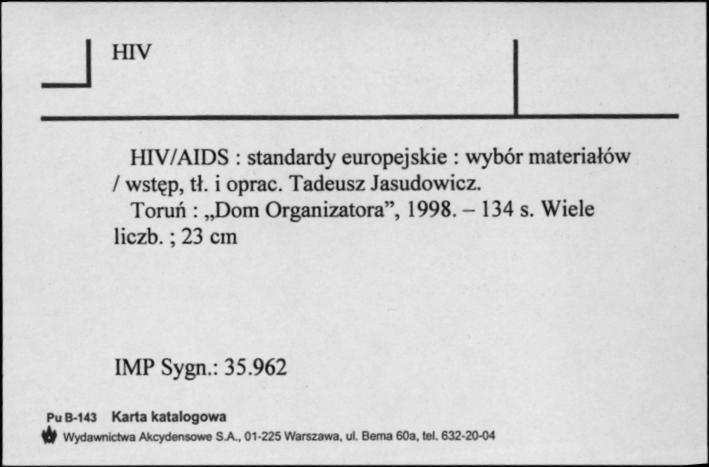 HIV
HIV/AIDS : standardy europejskie : wybór materiałów
/ wstęp, tł. i oprac. Tadeusz Jasudowicz.
Toruń : „Dom Organizatora”, 1998. – 134 s. Wiele
liczb. ; 23 cm
IMP Sygn.: 35.962
Pu B-143 Karta katalogowa
Wydawnictwa Akcydensowe S.A., 01-225 Warszawa, ul. Bema 60a, tel. 632-20-04